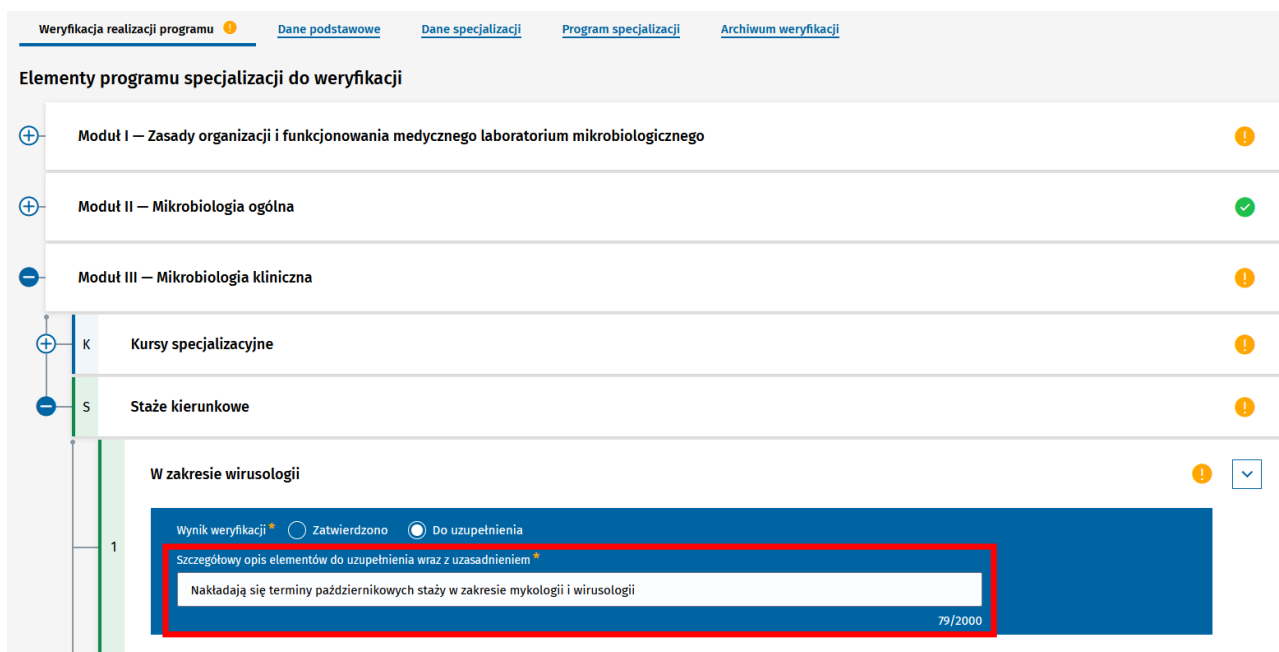 Weryfikacja realizacji programu Dane podstawowe Dane specjalizacji Program specjalizacji Archiwum weryfikacji
Elementy programu specjalizacji do weryfikacji
Moduł I — Zasady organizacji i funkcjonowania medycznego laboratorium mikrobiologicznego
Moduł II — Mikrobiologia ogólna
Moduł III — Mikrobiologia kliniczna
K Kursy specjalizacyjne
S Staże kierunkowe
W zakresie wirusologii
Wynik weryfikacji * Zatwierdzono Do uzupełnienia
1
Szczegółowy opis elementów do uzupełnienia wraz z uzasadnieniem *
Nakładają się terminy październikowych staży w zakresie mykologii i wirusologii
79/2000